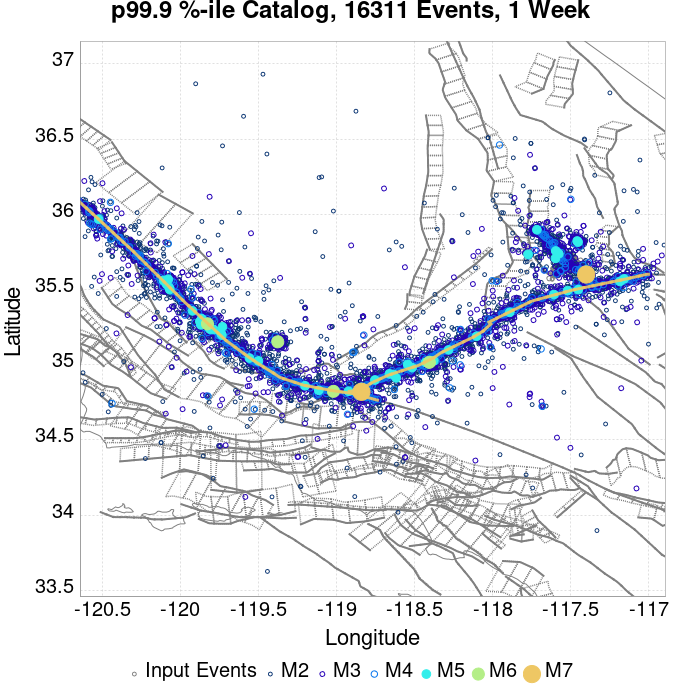 p99.9 %-ile Catalog, 16311 Events, 1 Week
37
36.5
36
35.5
35
34.5
34
33.5
Latitude
-120.5 -120 -119.5 -119 -118.5 -118 -117.5 -117
Longitude
Input Events M2 M3 M4 M5 M6 M7